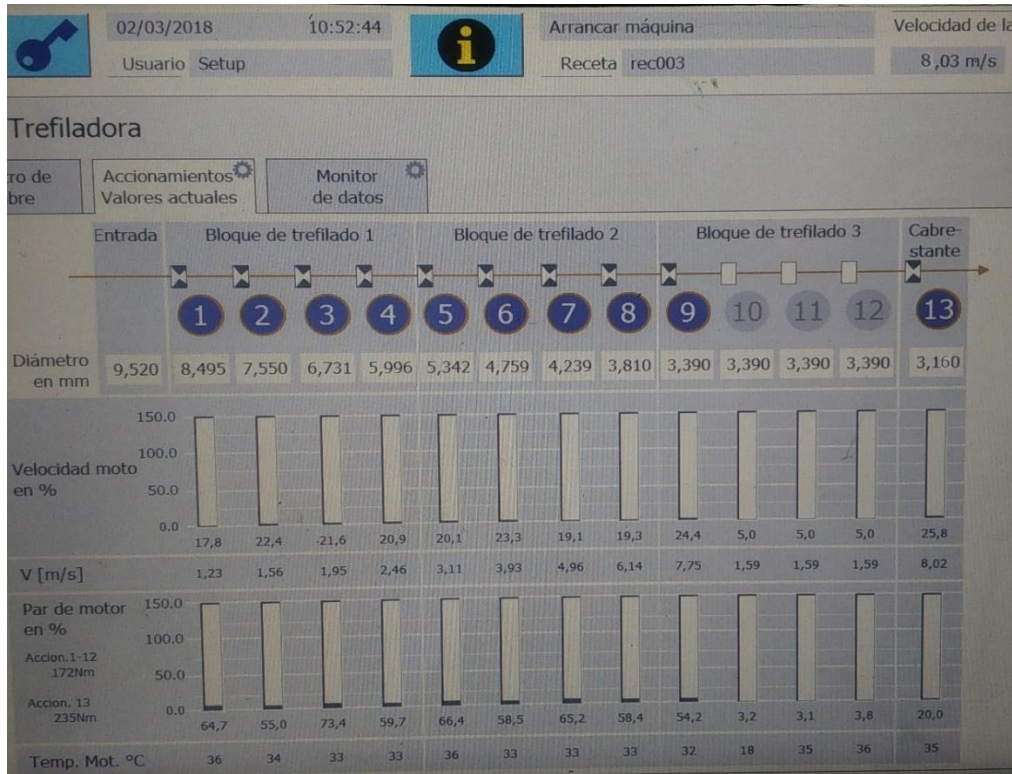 02/03/2018 10:52:44 Arrancar máquina Velocidad de la
Usuario Setup Receta rec003 8,03 m/s
Trefiladora
ro de Accionamientos Monitor
bre Valores actuales de datos
Entrada Bloque de trefilado 1 Bloque de trefilado 2 Bloque de trefilado 3 Cabre-
stante
1 2 3 4 5 6 7 8 9 10 11 12 13
Diámetro
en mm 9,520 8,495 7,550 6,731 5,996 5,342 4,759 4,239 3,810 3,390 3,390 3,390 3,390 3,160
150.0
100.0
Velocidad moto
en % 50.0
0.0
17,8 22,4 -21,6 20,9 20,1 23,3 19,1 19,3 24,4 5,0 5,0 5,0 25,8
V [m/s] 1,23 1,56 1,95 2,46 3,11 3,93 4,96 6,14 7,75 1,59 1,59 1,59 8,02
Par de motor 150.0
en %
100.0
Accion.1-12
172Nm 50.0
Accion. 13
235Nm 0.0
64,7 55,0 73,4 59,7 66,4 58,5 65,2 58,4 54,2 3,2 3,1 3,8 20,0
Temp. Mot. °C 36 34 33 33 36 33 33 33 32 18 35 36 35